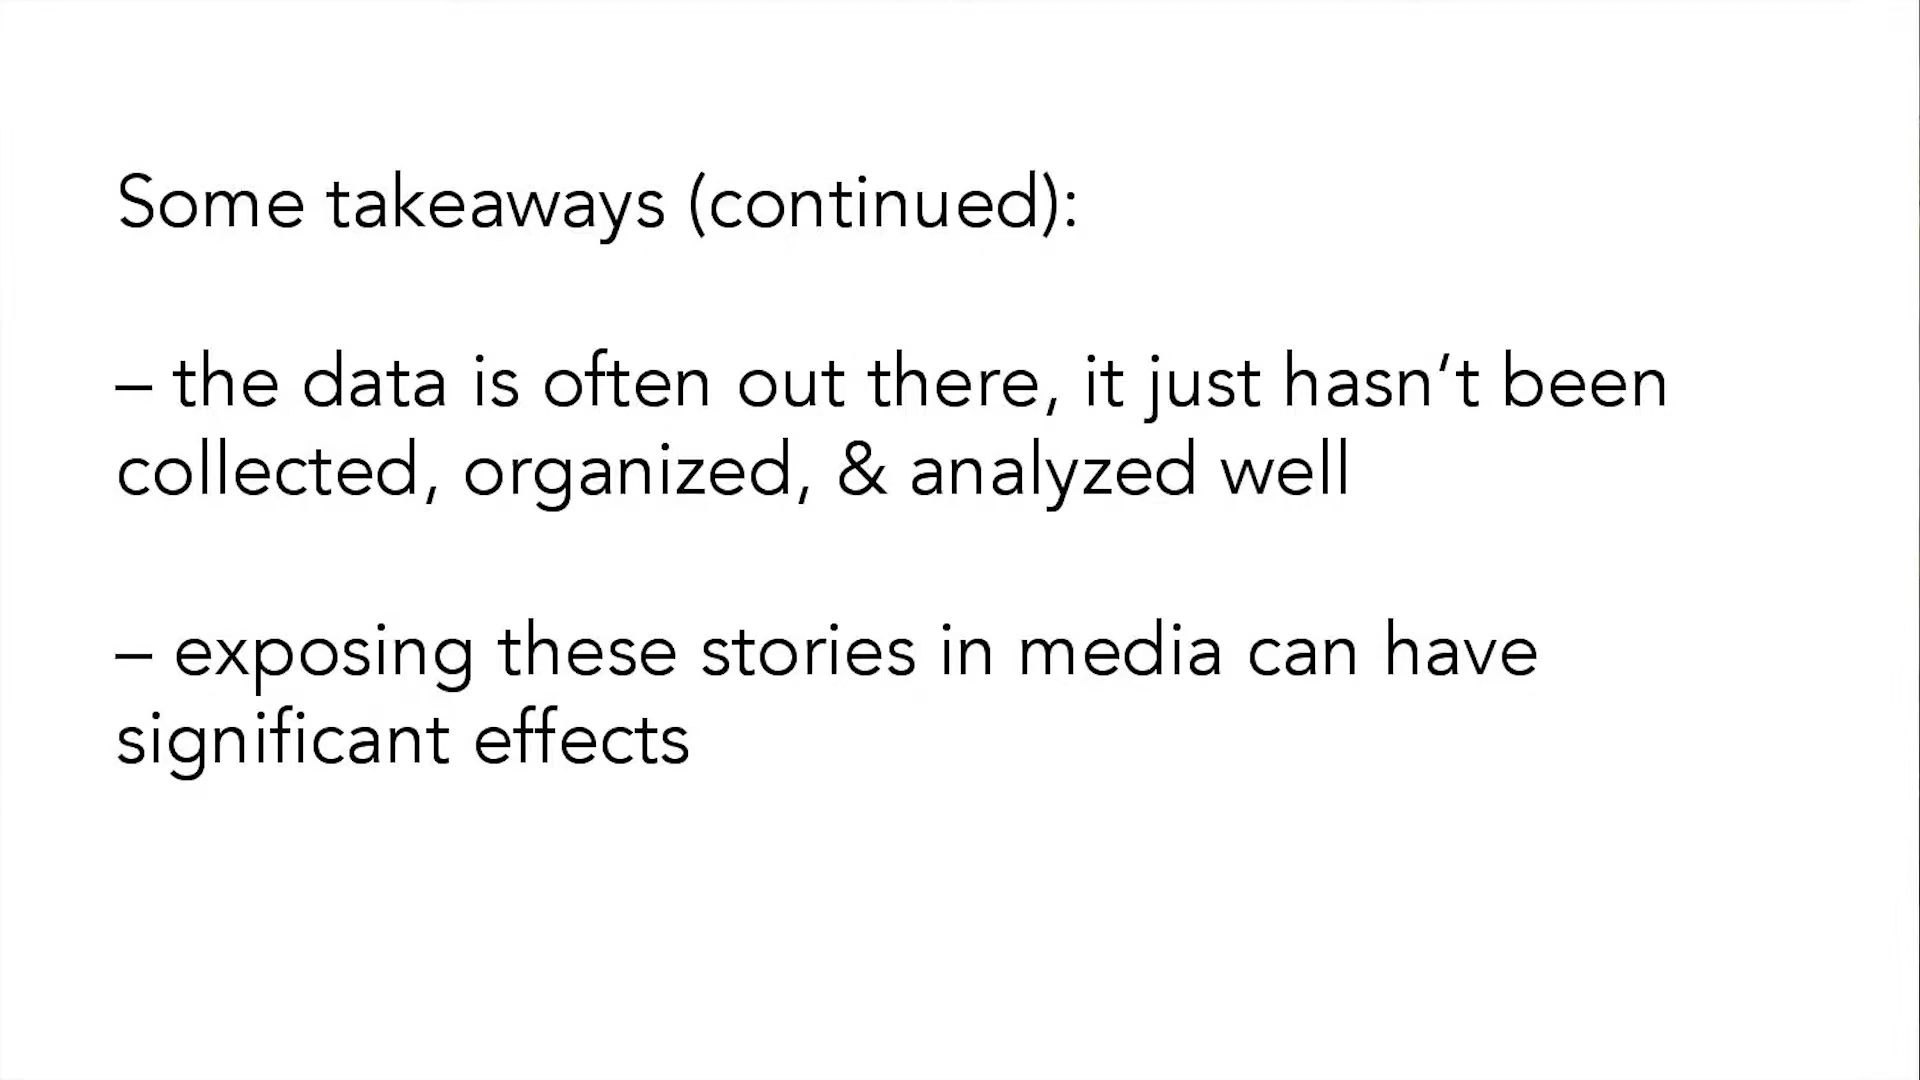 Some takeaways (continued):
– the data is often out there, it just hasn’t been
collected, organized, & analyzed well
– exposing these stories in media can have
significant effects